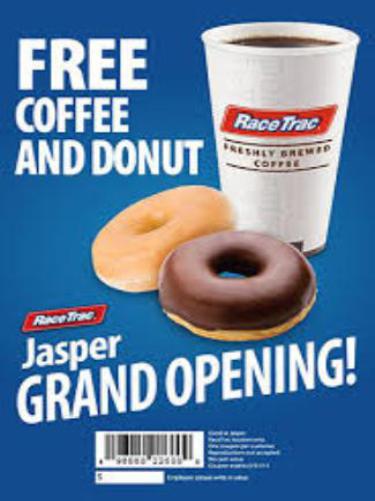 FREE
COFFEE
AND DONUT
RaceTrac
FRESHLY BREWED
COFFEE
RaceTrac
Jasper
GRAND OPENING!